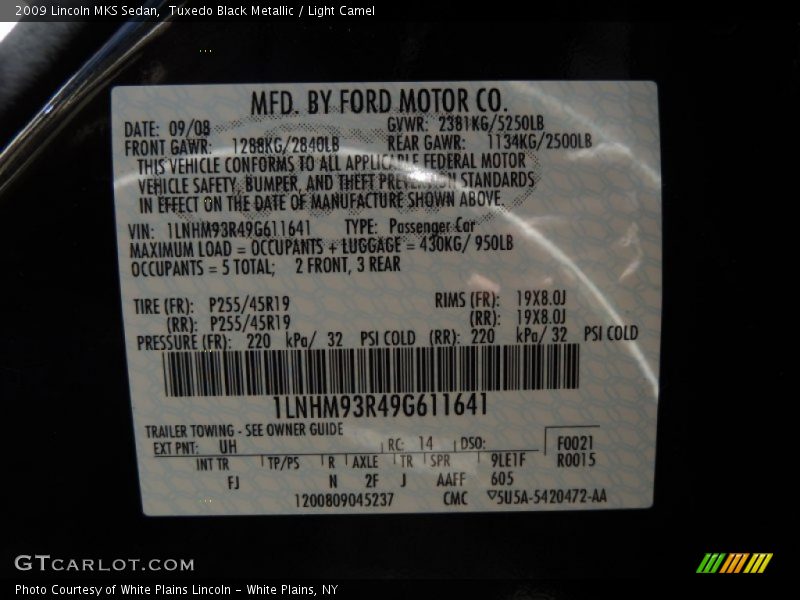 2009 Lincoln MKS Sedan,  Tuxedo Black Metallic / Light Camel
MFD. BY FORD MOTOR CO.
DATE: 09/08 GVWR: 2381KG/5250LB
FRONT GAWR: 1288KG/2840LB REAR GAWR: 1134KG/2500LB
THIS VEHICLE CONFORMS TO ALL APPLICABLE FEDERAL MOTOR
VEHICLE SAFETY, BUMPER, AND THEFT PREVENTION STANDARDS
IN EFFECT ON THE DATE OF MANUFACTURE SHOWN ABOVE.
VIN: 1LNHM93R49G611641 TYPE: Passenger Car
MAXIMUM LOAD = OCCUPANTS + LUGGAGE = 430KG/ 950LB
OCCUPANTS = 5 TOTAL; 2 FRONT, 3 REAR
TIRE (FR): P255/45R19 RIMS (FR): 19X8.0J
(RR): P255/45R19 (RR): 19X8.0J
PRESSURE (FR): 220 kPa/ 32 PSI COLD (RR): 220 kPa/ 32 PSI COLD
1LNHM93R49G611641
TRAILER TOWING - SEE OWNER GUIDE
EXT PNT: UH RC: 14 DSO: F0021
INT TR TP/PS R AXLE TR SPR 9LE1F R0015
FJ N 2F J AAFF 605
1200809045237 CMC ▽5U5A-5420472-AA
GTCARLOT.COM
Photo Courtesy of White Plains Lincoln - White Plains, NY